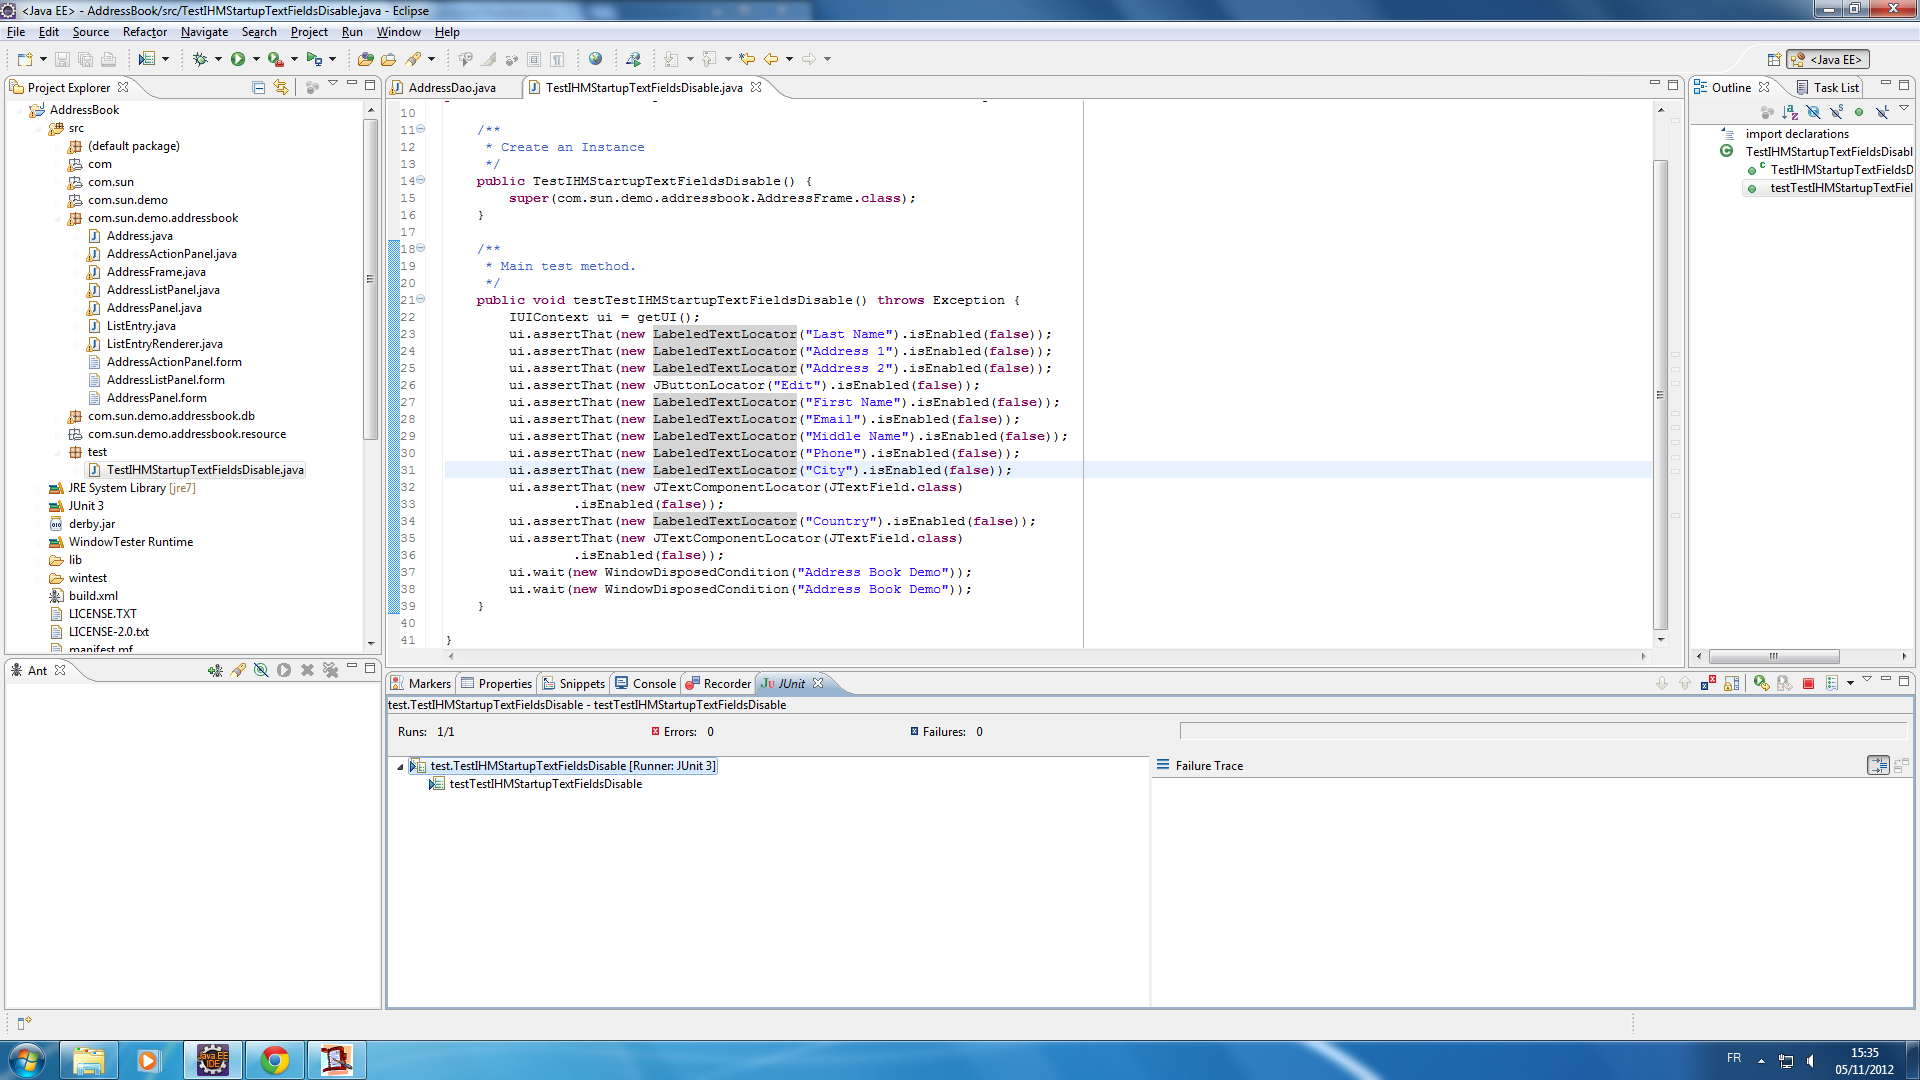 <Java EE> - AddressBook/src/TestIHMStartupTextFieldsDisable.java - Eclipse
File Edit Source Refactor Navigate Search Project Run Window Help
<Java EE>
Project Explorer
AddressBook
src
(default package)
com
com.sun
com.sun.demo
com.sun.demo.addressbook
Address.java
AddressActionPanel.java
AddressFrame.java
AddressListPanel.java
AddressPanel.java
ListEntry.java
ListEntryRenderer.java
AddressActionPanel.form
AddressListPanel.form
AddressPanel.form
com.sun.demo.addressbook.db
com.sun.demo.addressbook.resource
test
TestIHMStartupTextFieldsDisable.java
JRE System Library [jre7]
JUnit 3
derby.jar
WindowTester Runtime
lib
wintest
build.xml
LICENSE.TXT
LICENSE-2.0.txt
manifest.mf
Ant
AddressDao.java TestIHMStartupTextFieldsDisable.java
10
11 /**
12 * Create an Instance
13 */
14 public TestIHMStartupTextFieldsDisable() {
15 super(com.sun.demo.addressbook.AddressFrame.class);
16 }
17
18 /**
19 * Main test method.
20 */
21 public void testTestIHMStartupTextFieldsDisable() throws Exception {
22 IUIContext ui = getUI();
23 ui.assertThat(new LabeledTextLocator("Last Name").isEnabled(false));
24 ui.assertThat(new LabeledTextLocator("Address 1").isEnabled(false));
25 ui.assertThat(new LabeledTextLocator("Address 2").isEnabled(false));
26 ui.assertThat(new JButtonLocator("Edit").isEnabled(false));
27 ui.assertThat(new LabeledTextLocator("First Name").isEnabled(false));
28 ui.assertThat(new LabeledTextLocator("Email").isEnabled(false));
29 ui.assertThat(new LabeledTextLocator("Middle Name").isEnabled(false));
30 ui.assertThat(new LabeledTextLocator("Phone").isEnabled(false));
31 ui.assertThat(new LabeledTextLocator("City").isEnabled(false));
32 ui.assertThat(new JTextComponentLocator(JTextField.class)
33 .isEnabled(false));
34 ui.assertThat(new LabeledTextLocator("Country").isEnabled(false));
35 ui.assertThat(new JTextComponentLocator(JTextField.class)
36 .isEnabled(false));
37 ui.wait(new WindowDisposedCondition("Address Book Demo"));
38 ui.wait(new WindowDisposedCondition("Address Book Demo"));
39 }
40
41 }
Outline Task List
import declarations
TestIHMStartupTextFieldsDisabl
TestIHMStartupTextFieldsD
testTestIHMStartupTextFiel
Markers Properties Snippets Console Recorder JUnit
test.TestIHMStartupTextFieldsDisable - testTestIHMStartupTextFieldsDisable
Runs: 1/1 Errors: 0 Failures: 0
test.TestIHMStartupTextFieldsDisable [Runner: JUnit 3]
testTestIHMStartupTextFieldsDisable
Failure Trace
Java EE
IDE
FR
15:35
05/11/2012